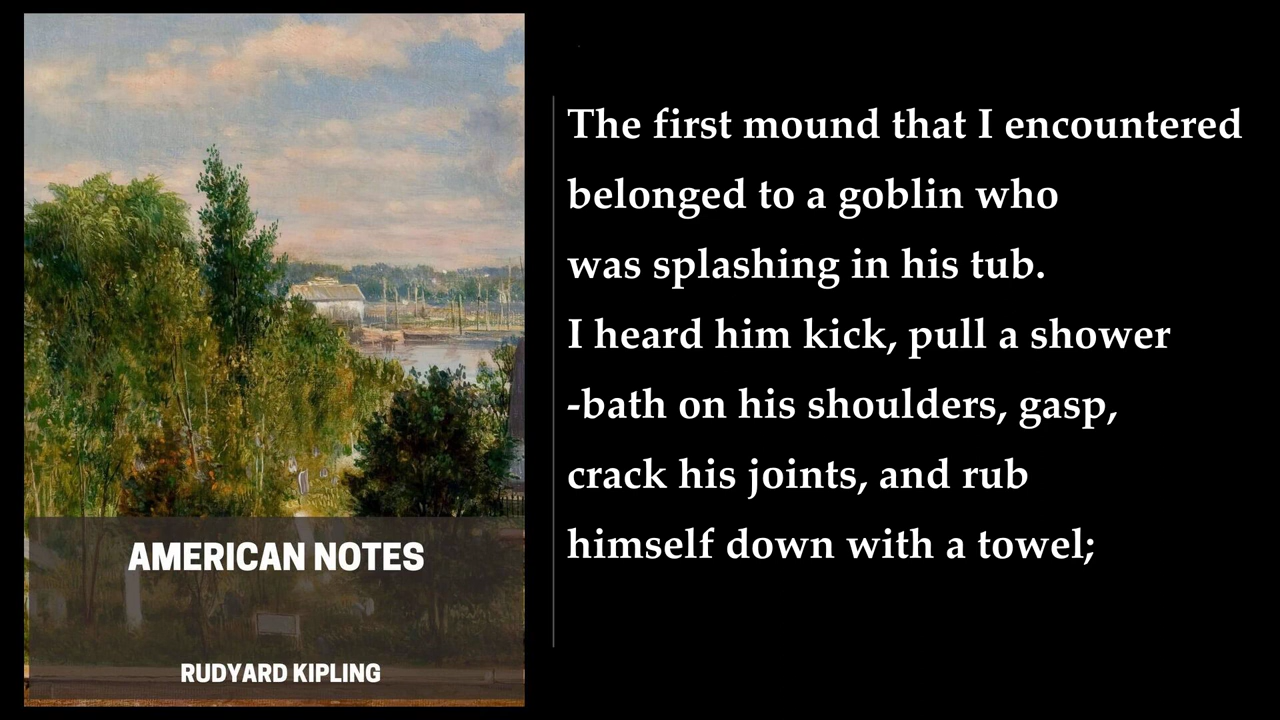 AMERICAN NOTES
RUDYARD KIPLING
The first mound that I encountered
belonged to a goblin who
was splashing in his tub.
I heard him kick, pull a shower
-bath on his shoulders, gasp,
crack his joints, and rub
himself down with a towel;